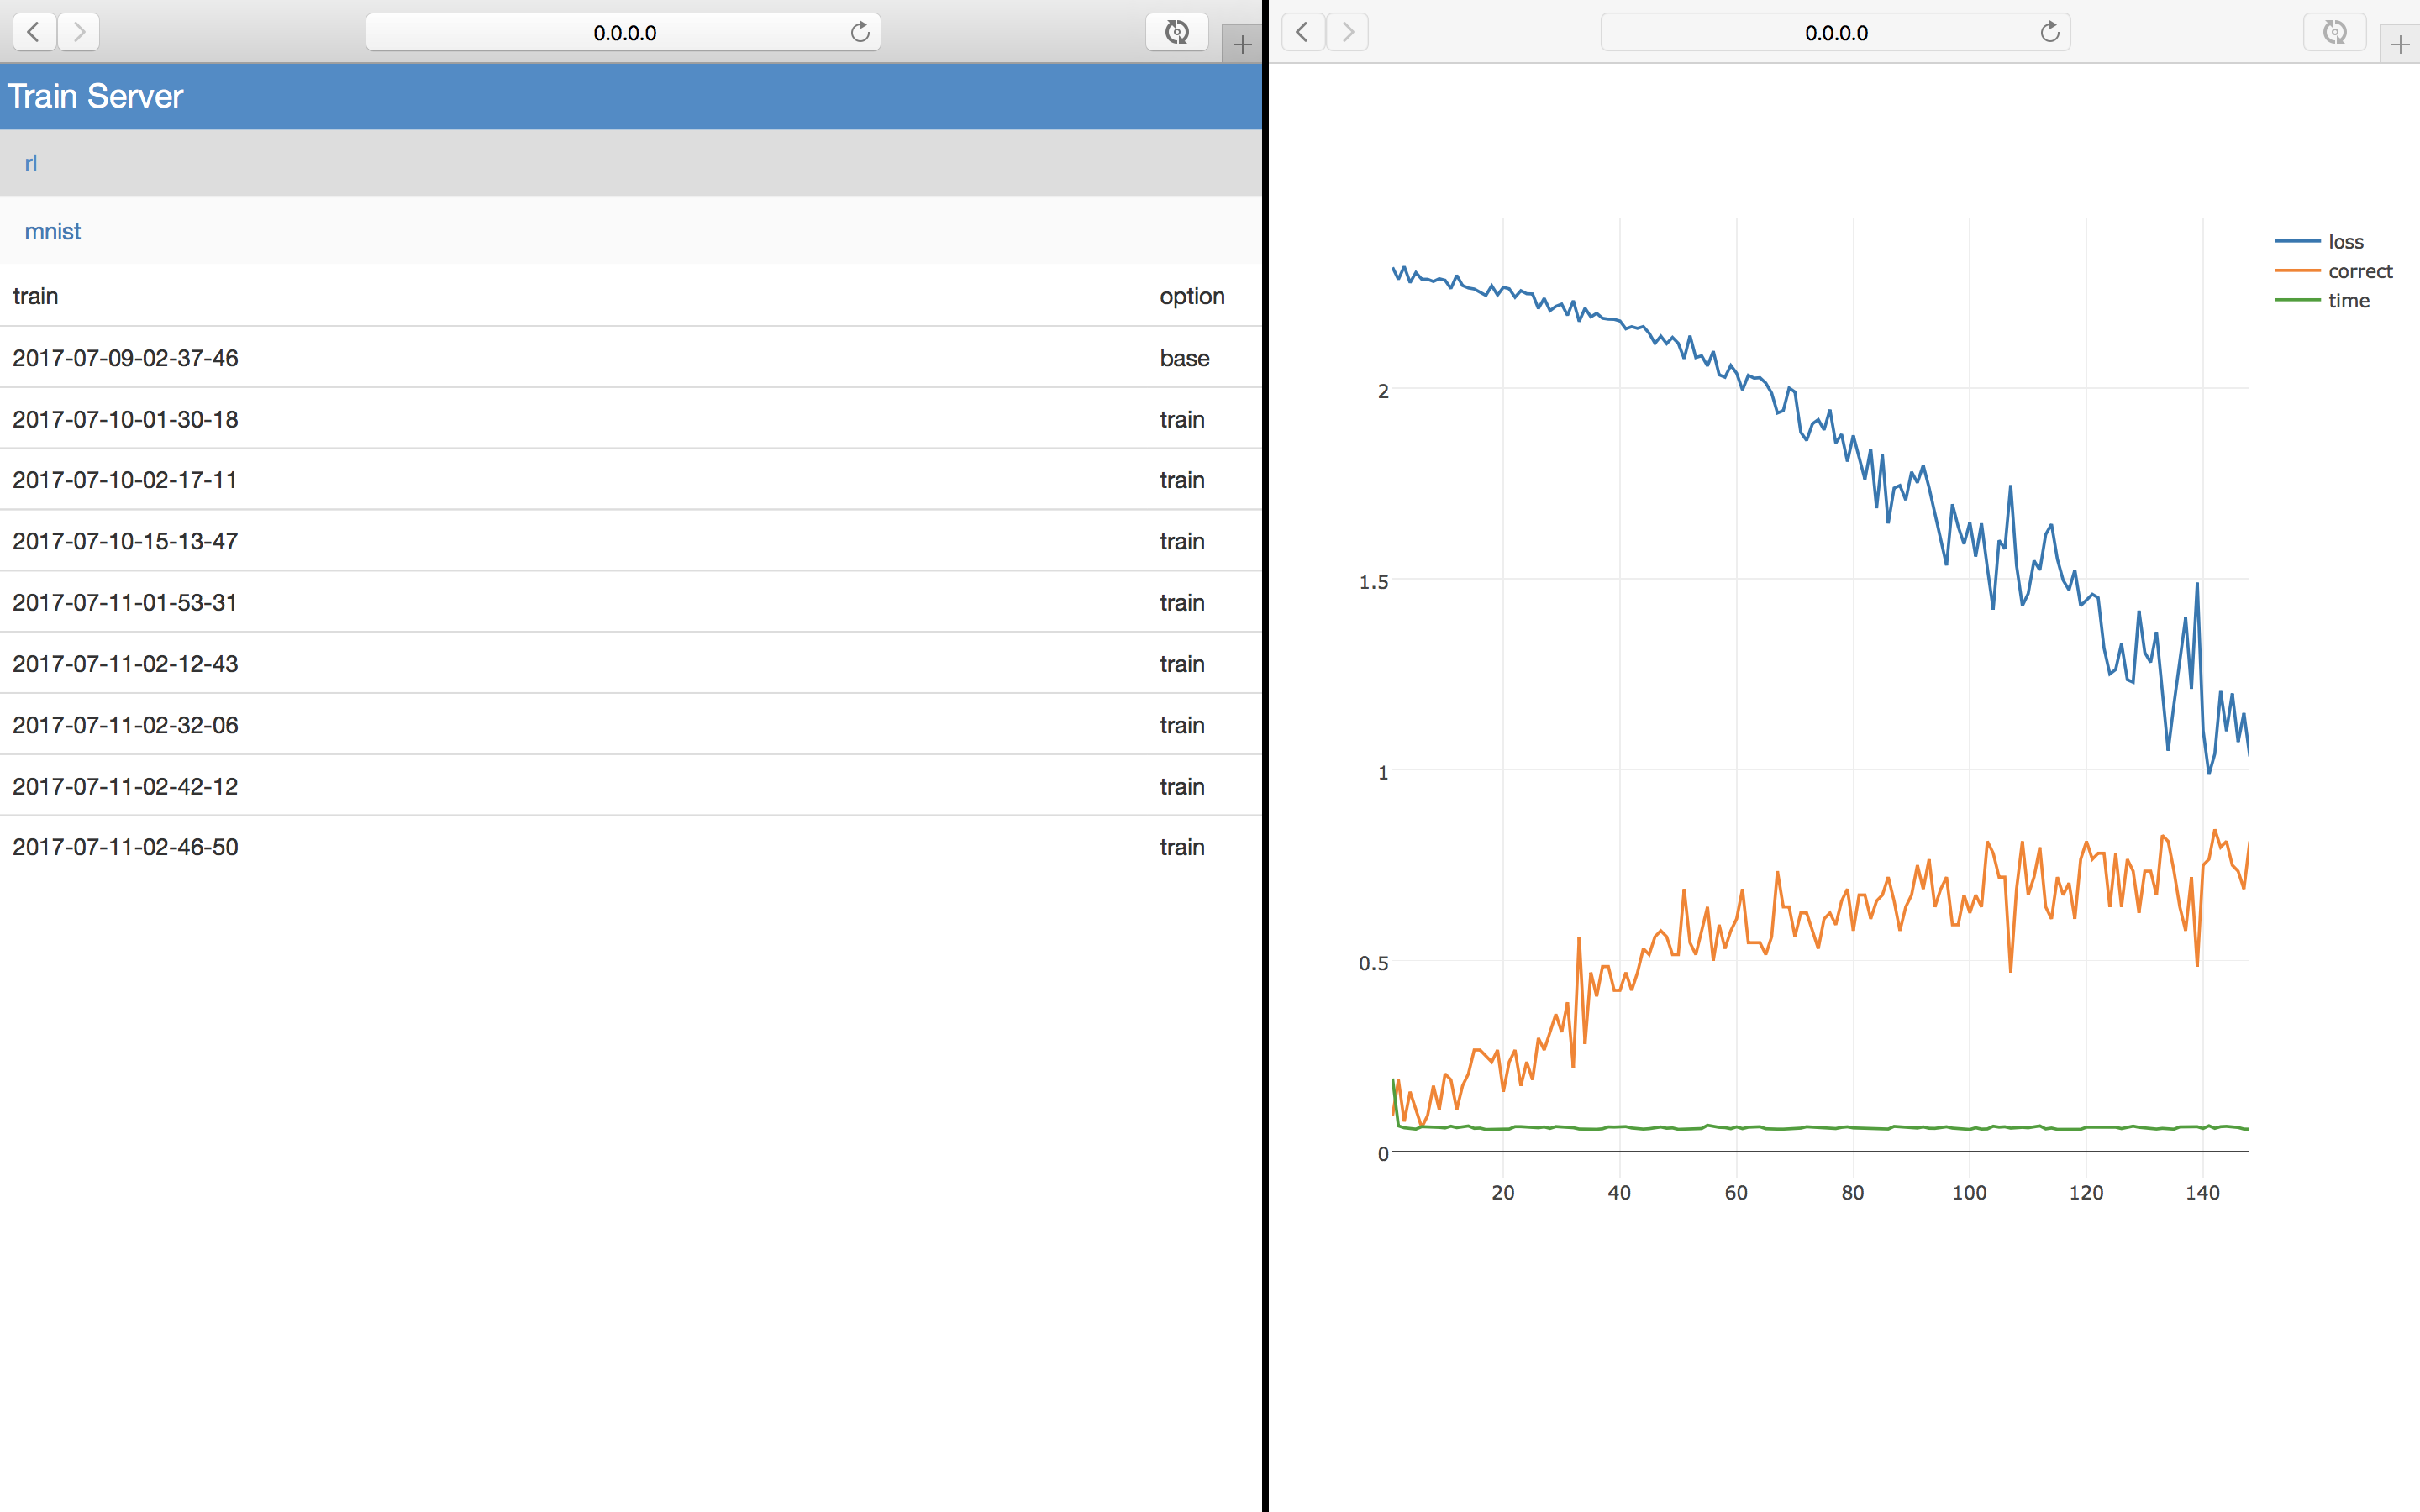 0.0.0.0
Train Server
rl
mnist
train option
2017-07-09-02-37-46 base
2017-07-10-01-30-18 train
2017-07-10-02-17-11 train
2017-07-10-15-13-47 train
2017-07-11-01-53-31 train
2017-07-11-02-12-43 train
2017-07-11-02-32-06 train
2017-07-11-02-42-12 train
2017-07-11-02-46-50 train
0.0.0.0
loss
correct
time
2
1.5
1
0.5
0
20 40 60 80 100 120 140